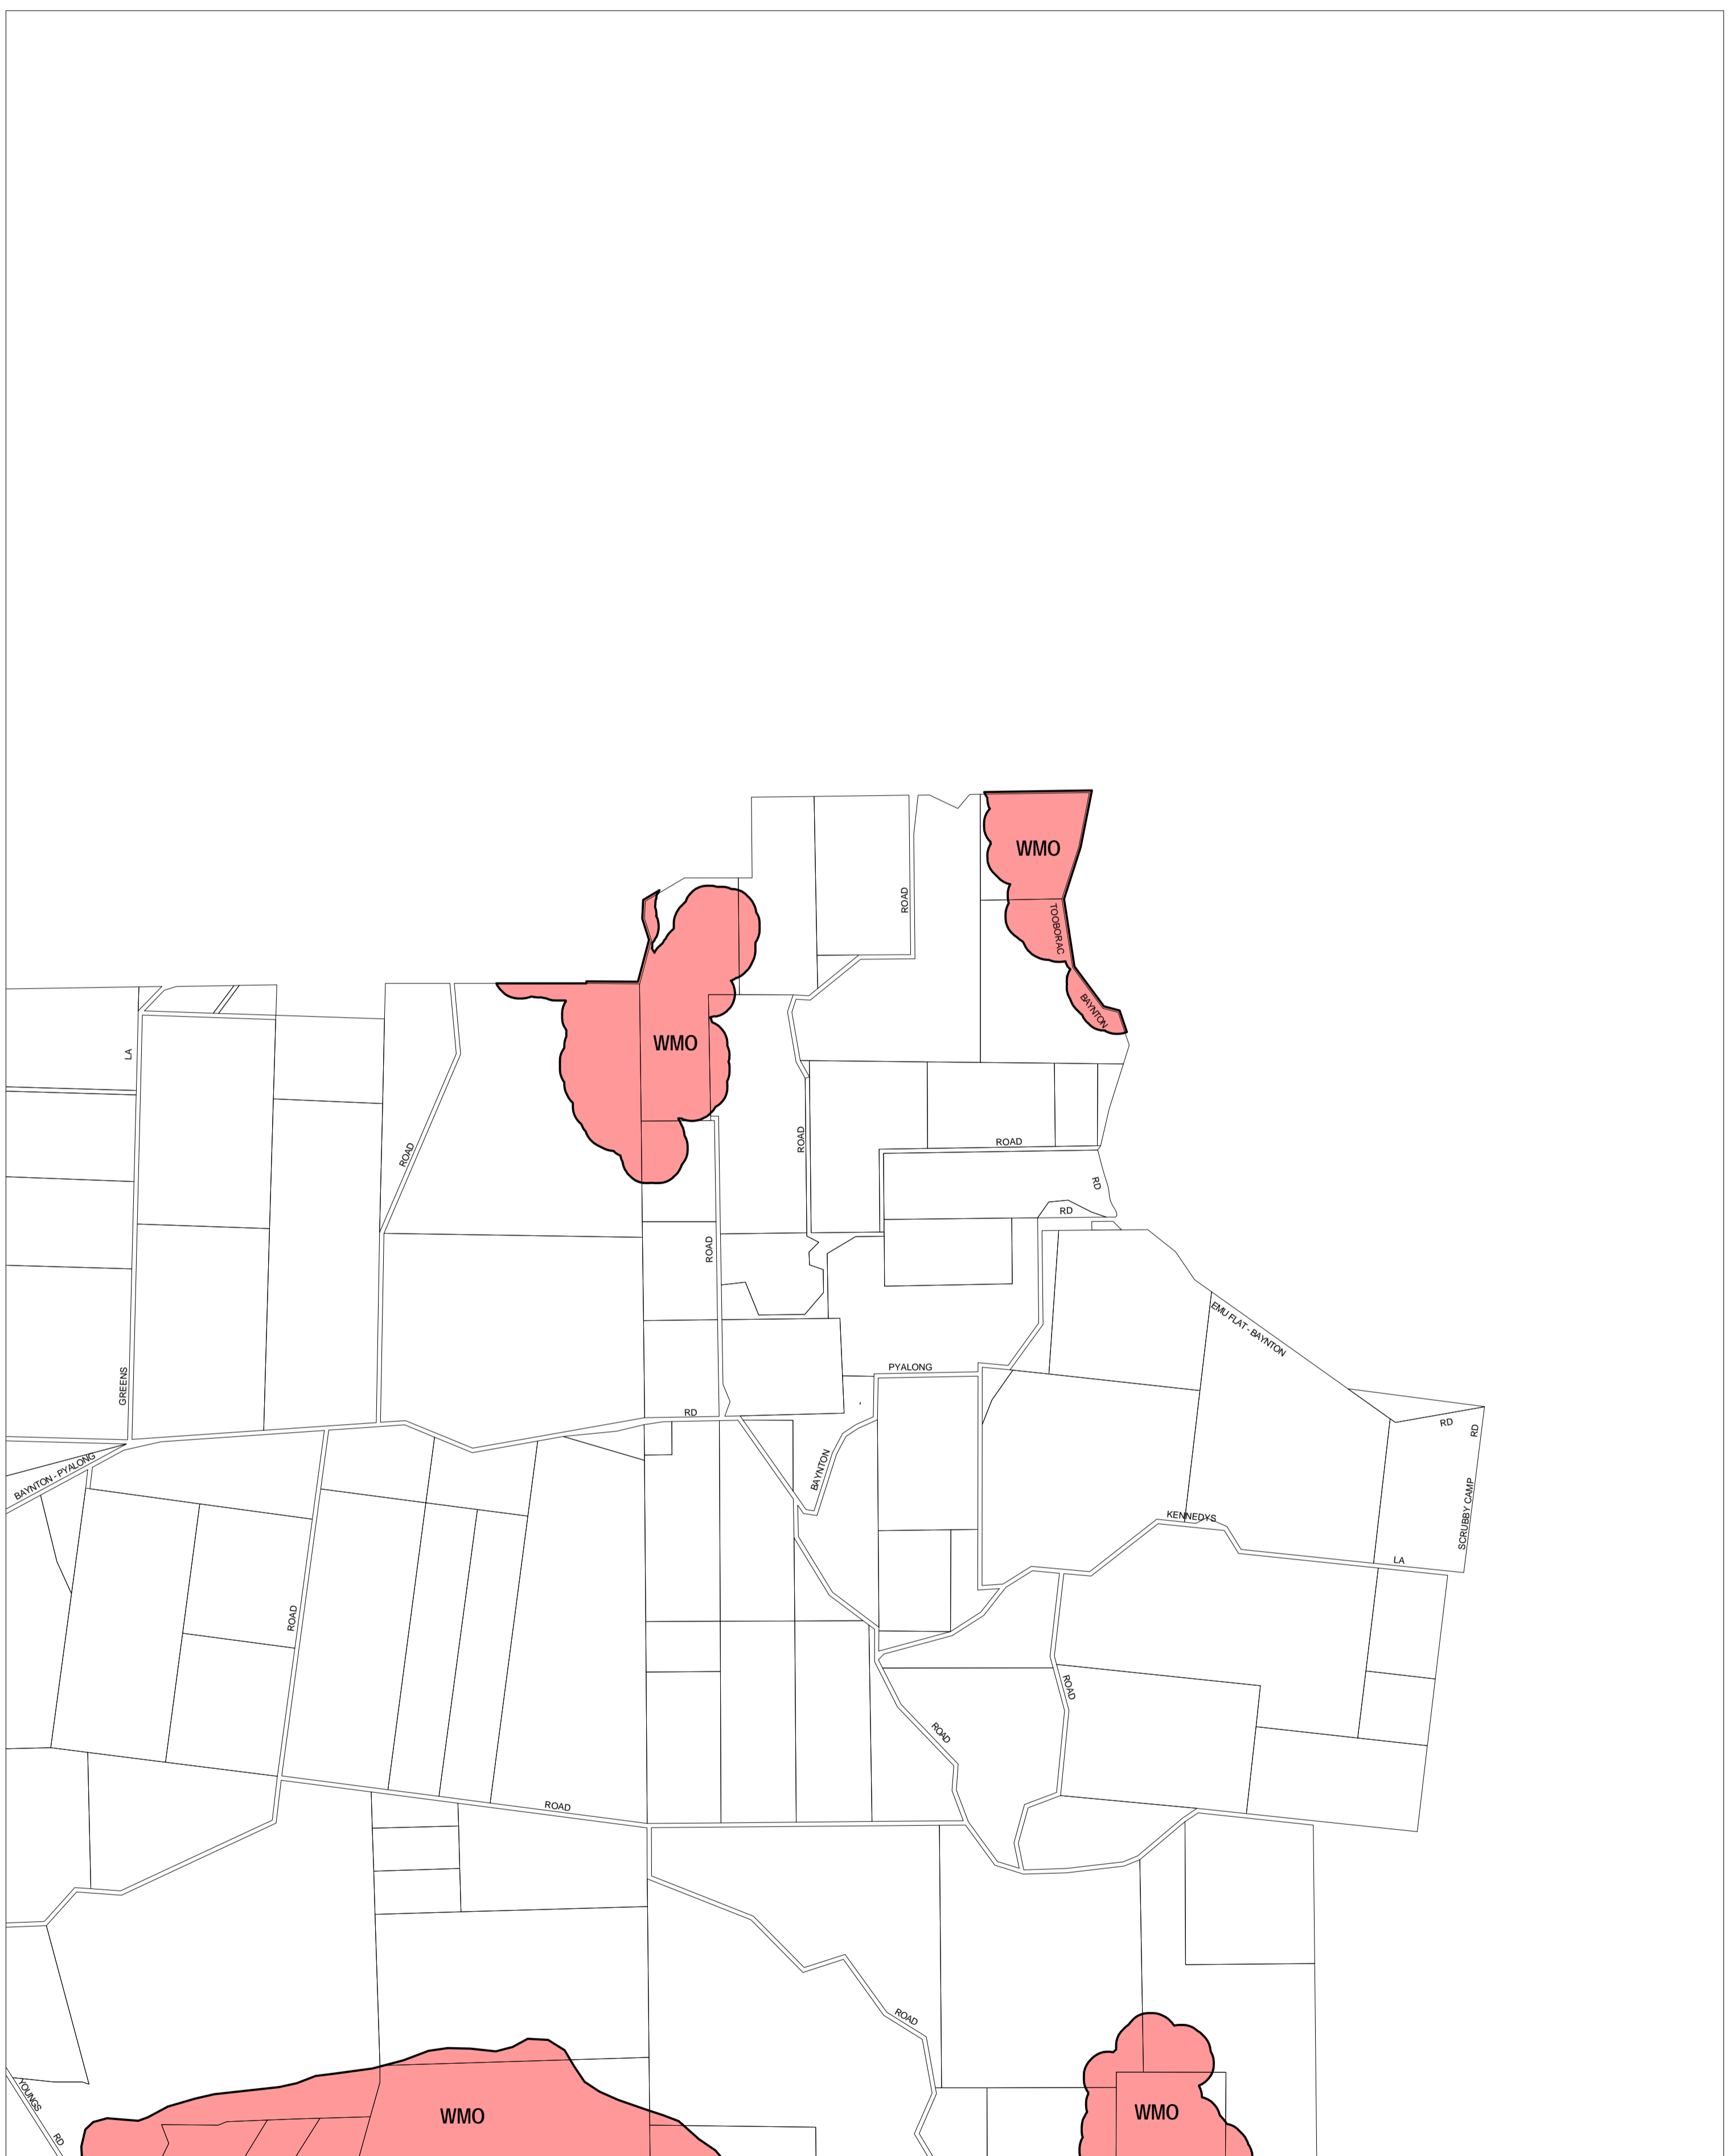 WMO
ROAD
TOOBORAC
BAYNTON
WMO
LA
ROAD
ROAD
ROAD
RD
RD
ROAD
EMU FLAT - BAYNTON
PYALONG
GREENS
RD
RD
RD
BAYNTON - PYALONG
BAYNTON
SCRUBBY CAMP
KENNEDYS
LA
ROAD
ROAD
ROAD
ROAD
ROAD
YOUNGS
RD
WMO
WMO